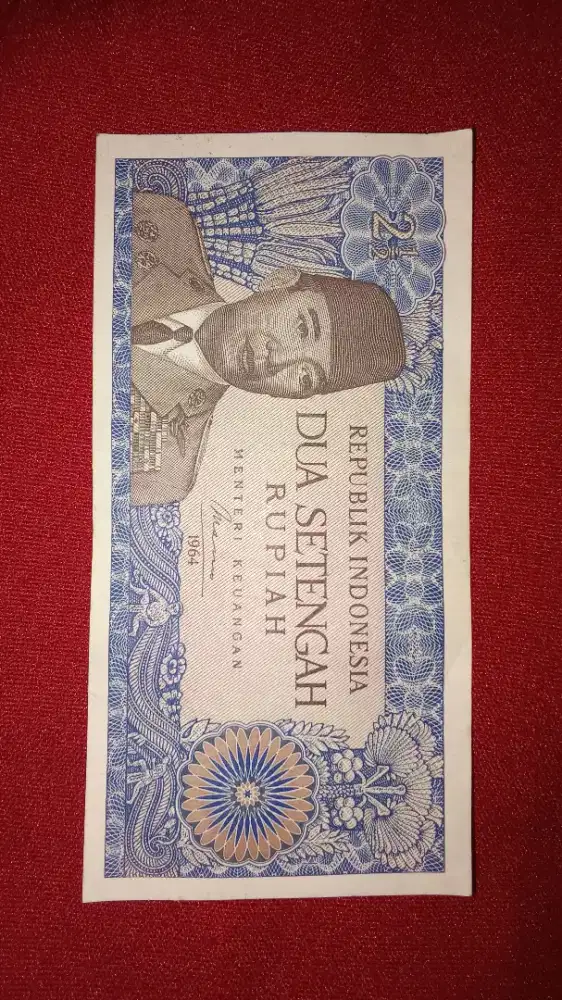 2½
REPUBLIK INDONESIA
DUA SETENGAH
RUPIAH
MENTERI KEUANGAN
1964